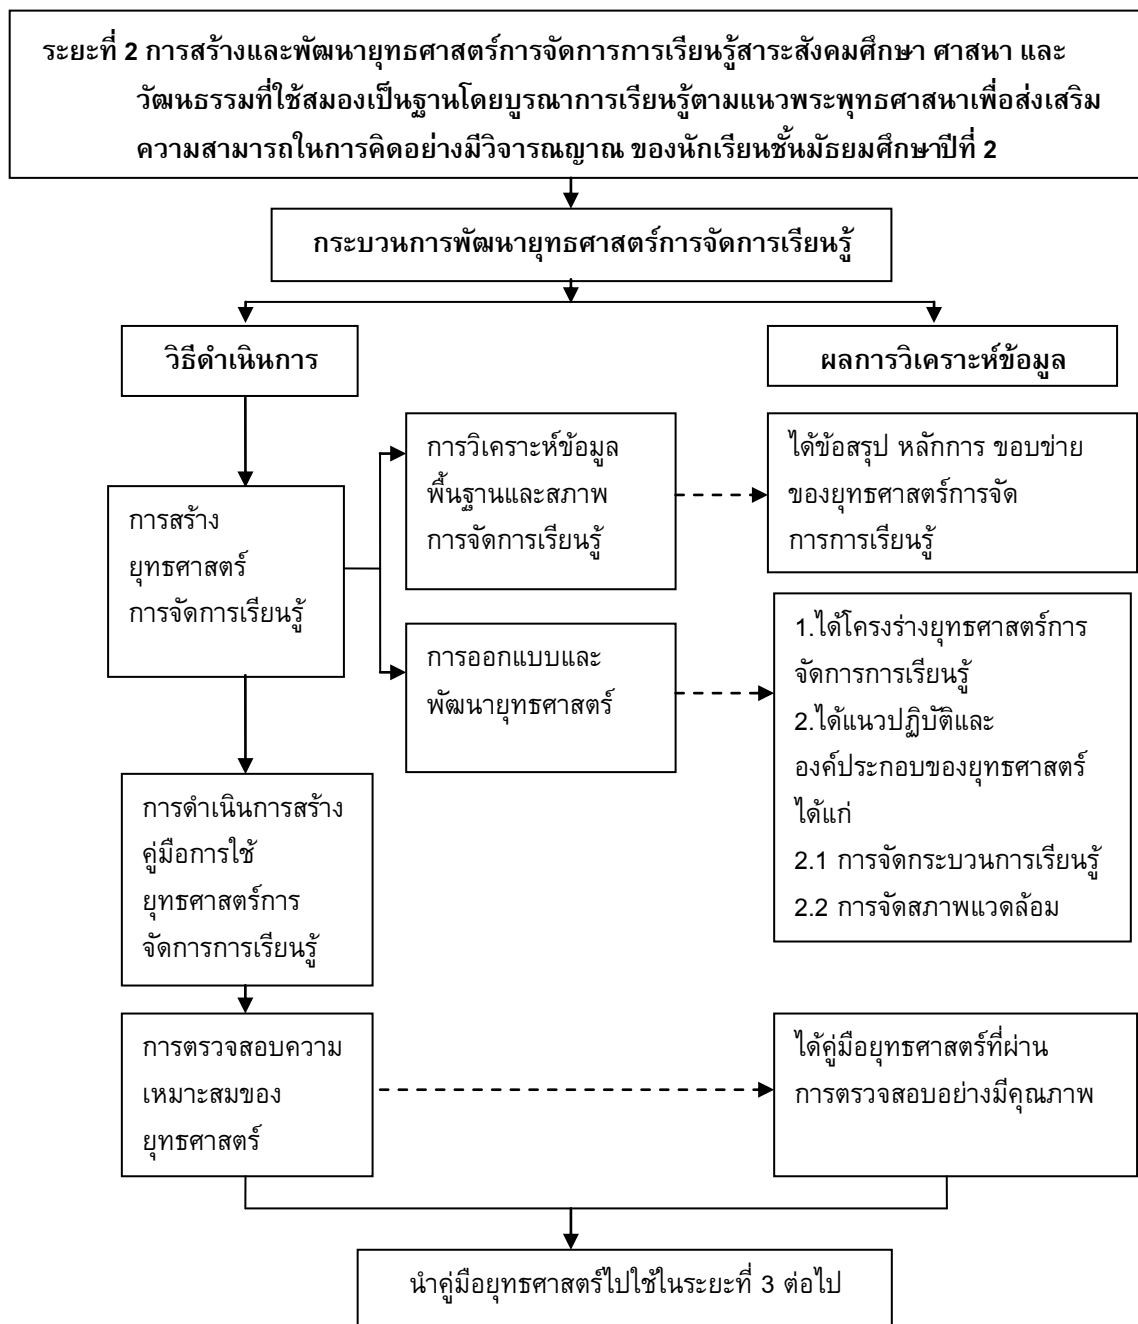 ระยะที่ 2 การสร้างและพัฒนายุทธศาสตร์การจัดการการเรียนรู้สาระสังคมศึกษา ศาสนา และ
วัฒนธรรมที่ใช้สมองเป็นฐานโดยบูรณาการเรียนรู้ตามแนวพระพุทธศาสนาเพื่อส่งเสริม
ความสามารถในการคิดอย่างมีวิจารณญาณ ของนักเรียนชั้นมัธยมศึกษาปีที่ 2
กระบวนการพัฒนายุทธศาสตร์การจัดการเรียนรู้
วิธีดำเนินการ
ผลการวิเคราะห์ข้อมูล
การสร้าง
ยุทธศาสตร์
การจัดการเรียนรู้
การวิเคราะห์ข้อมูล
พื้นฐานและสภาพ
การจัดการเรียนรู้
ได้ข้อสรุป หลักการ ขอบข่าย
ของยุทธศาสตร์การจัด
การการเรียนรู้
การออกแบบและ
พัฒนายุทธศาสตร์
1.ได้โครงร่างยุทธศาสตร์การ
จัดการการเรียนรู้
2.ได้แนวปฏิบัติและ
องค์ประกอบของยุทธศาสตร์
ได้แก่
2.1 การจัดกระบวนการเรียนรู้
2.2 การจัดสภาพแวดล้อม
การดำเนินการสร้าง
คู่มือการใช้
ยุทธศาสตร์การ
จัดการการเรียนรู้
การตรวจสอบความ
เหมาะสมของ
ยุทธศาสตร์
ได้คู่มือยุทธศาสตร์ที่ผ่าน
การตรวจสอบอย่างมีคุณภาพ
นำคู่มือยุทธศาสตร์ไปใช้ในระยะที่ 3 ต่อไป